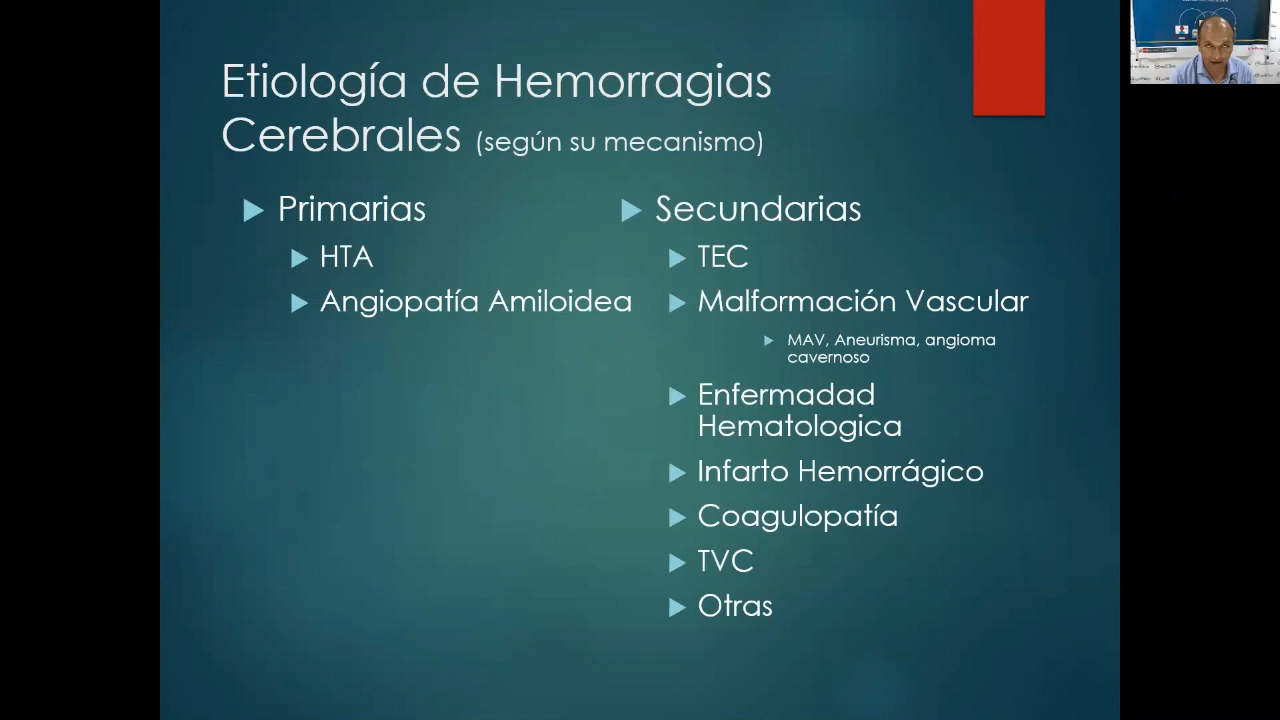 Etiología de Hemorragias
Cerebrales (según su mecanismo)
Primarias
HTA
Angiopatía Amiloidea
Secundarias
TEC
Malformación Vascular
MAV, Aneurisma, angioma
cavernoso
Enfermadad
Hematologica
Infarto Hemorrágico
Coagulopatía
TVC
Otras